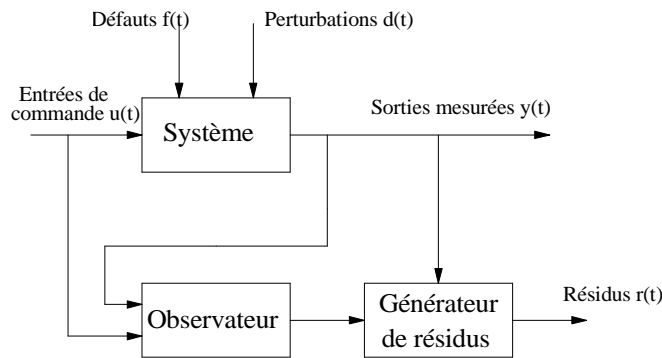 Défauts f(t)
Perturbations d(t)
Entrées de
commande u(t)
Système
Sorties mesurées y(t)
Observateur
Générateur
de résidus
Résidus r(t)